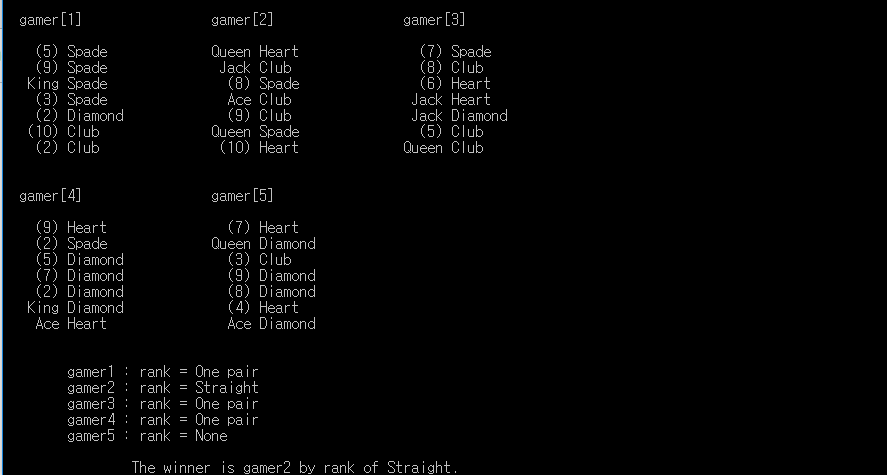 gamer[1] gamer[2] gamer[3]
(5) Spade Queen Heart (7) Spade
(9) Spade Jack Club (8) Club
King Spade (8) Spade (6) Heart
(3) Spade Ace Club Jack Heart
(2) Diamond (9) Club Jack Diamond
(10) Club Queen Spade (5) Club
(2) Club (10) Heart Queen Club
gamer[4] gamer[5]
(9) Heart (7) Heart
(2) Spade Queen Diamond
(5) Diamond (3) Club
(7) Diamond (9) Diamond
(2) Diamond (8) Diamond
King Diamond (4) Heart
Ace Heart Ace Diamond
gamer1 : rank = One pair
gamer2 : rank = Straight
gamer3 : rank = One pair
gamer4 : rank = One pair
gamer5 : rank = None
The winner is gamer2 by rank of Straight.